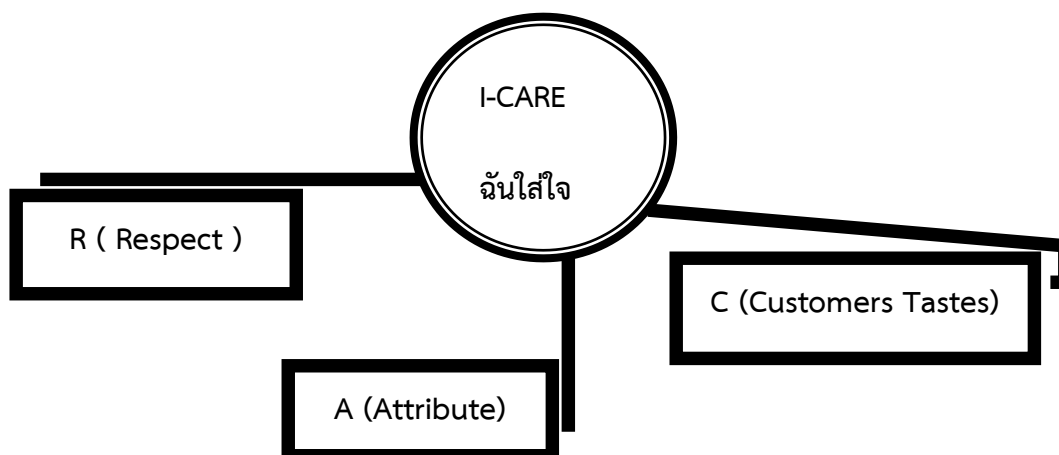 I-CARE
ฉันใส่ใจ
R ( Respect )
C (Customers Tastes)
A (Attribute)